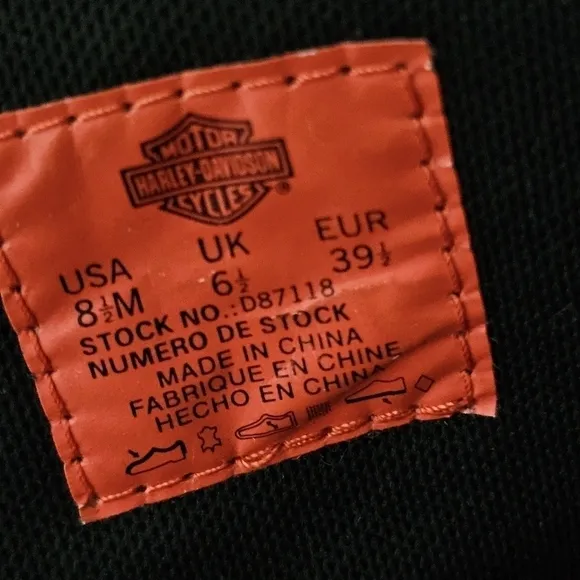 MOTOR
HARLEY-DAVIDSON
CYCLES®
USA UK EUR
8½M 6½ 39½
STOCK NO.:D87118
NUMERO DE STOCK
MADE IN CHINA
FABRIQUE EN CHINE
HECHO EN CHINA